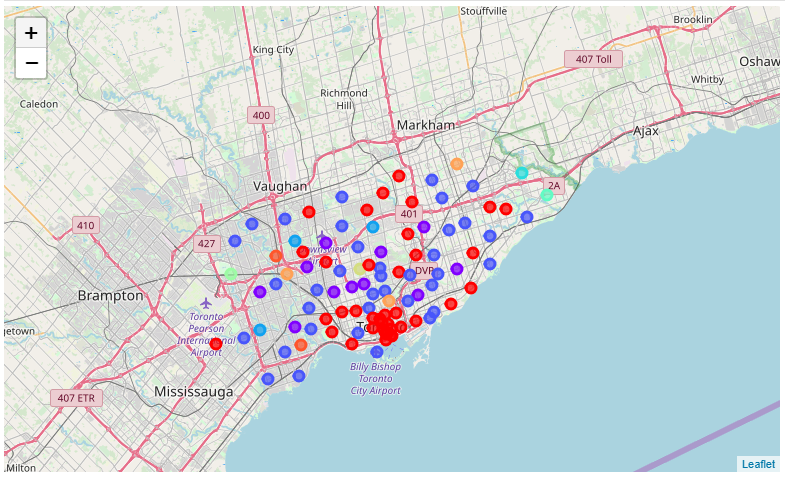 Stouffville
Brooklin
+
King City
−
407 Toll
Oshaw
Whitby
Richmond
Hill
Caledon
400
Markham
Ajax
Vaughan
2A
401
410
427
DVP
Brampton
Toronto
Pearson
International
Airport
getown
Mississauga
Billy Bishop
Toronto
City Airport
407 ETR
Milton
Leaflet